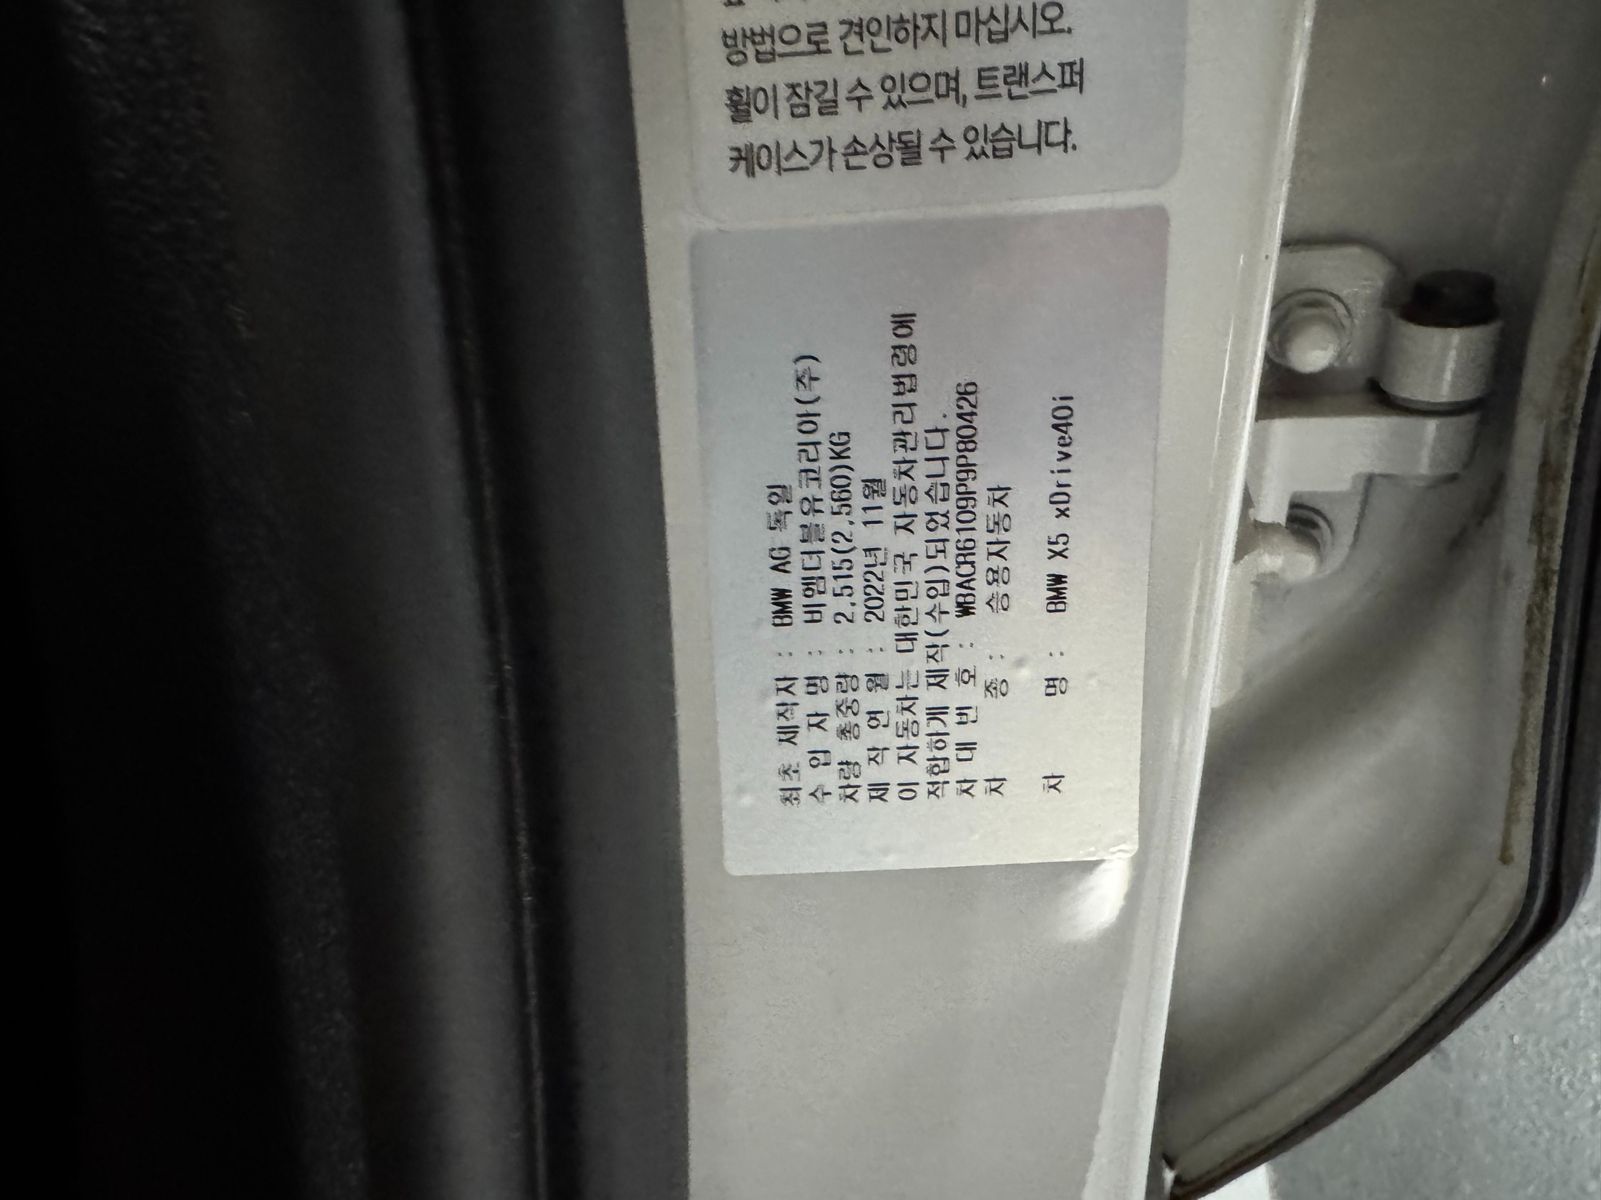 방법으로 견인하지 마십시오.
휠이 잠길 수 있으며, 트랜스퍼
케이스가 손상될 수 있습니다.
최초 제작자 : BMW AG 독일
수 입 자 명 : 비엠더블유코리아(주)
차량 총중량 : 2,515(2,560)KG
제 작 연 월 : 2022년 11월
이 자동차는 대한민국 자동차관리법령에
적합하게 제작(수입)되었습니다.
차 대 번 호 : WBACR6109P9P80426
차 종 : 승용자동차
차 명 : BMW X5 xDrive40i